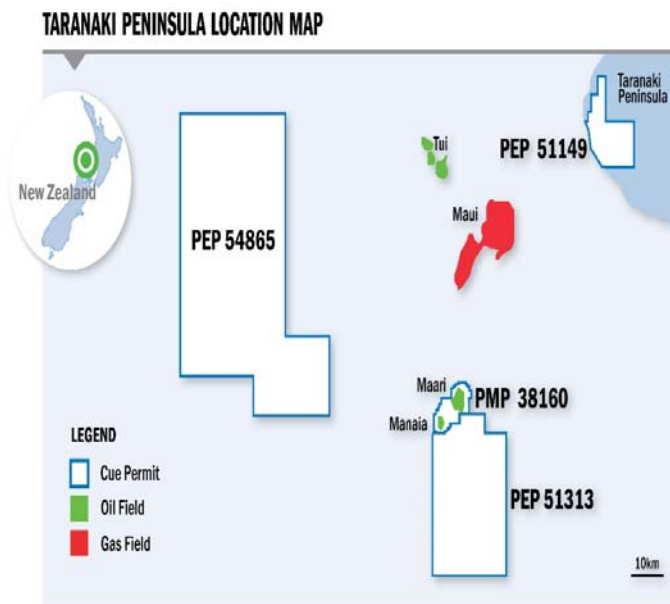 TARANAKI PENINSULA LOCATION MAP
New Zealand
Taranaki
Peninsula
PEP 51149
Tui
Maui
PEP 54865
Maari
PMP 38160
Manaia
PEP 51313
LEGEND
Cue Permit
Oil Field
Gas Field
10km